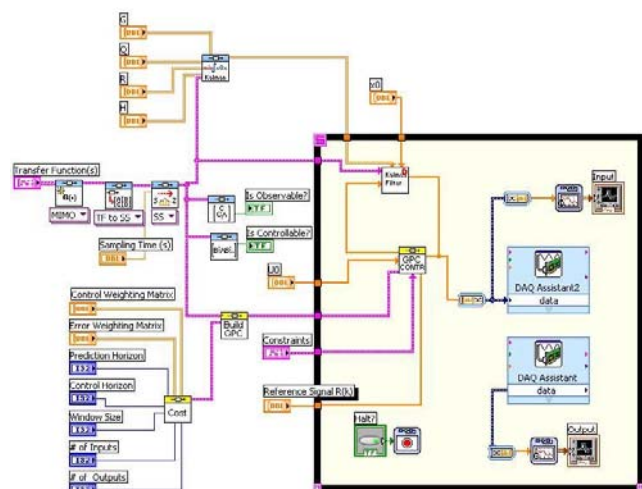 G
Q
R
H
Kalman
x0
Transfer Function(s)
MIMO
TF to SS
SS
Sampling Time (s)
Is Observable?
TF
Is Controllable?
TF
U0
Kalman
Filter
GPC
CONTR
Input
DAQ Assistant2
data
Control Weighting Matrix
Error Weighting Matrix
Prediction Horizon
Control Horizon
Window Size
# of Inputs
# of Outputs
Cost
Build
GPC
Constraints
Reference Signal R(k)
Halt?
DAQ Assistant
data
Output